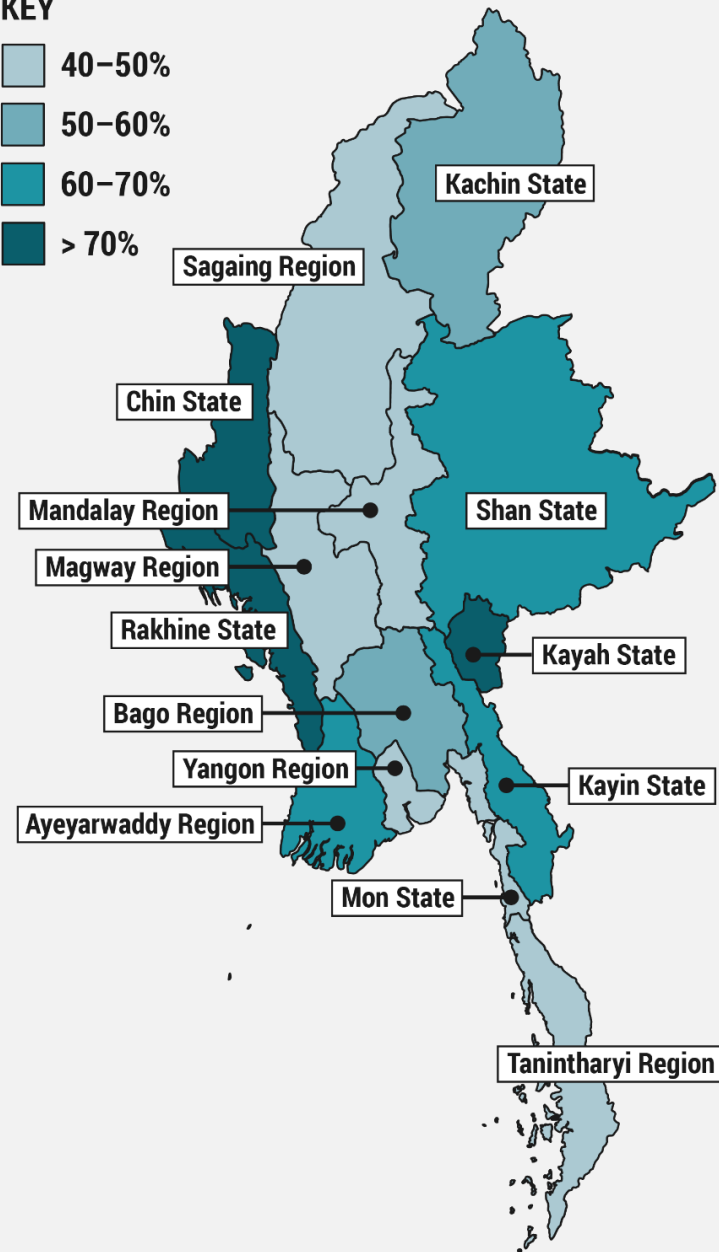 KEY
40–50%
50–60%
60–70%
> 70%
Kachin State
Sagaing Region
Chin State
Mandalay Region
Shan State
Magway Region
Rakhine State
Kayah State
Bago Region
Yangon Region
Kayin State
Ayeyarwaddy Region
Mon State
Tanintharyi Region